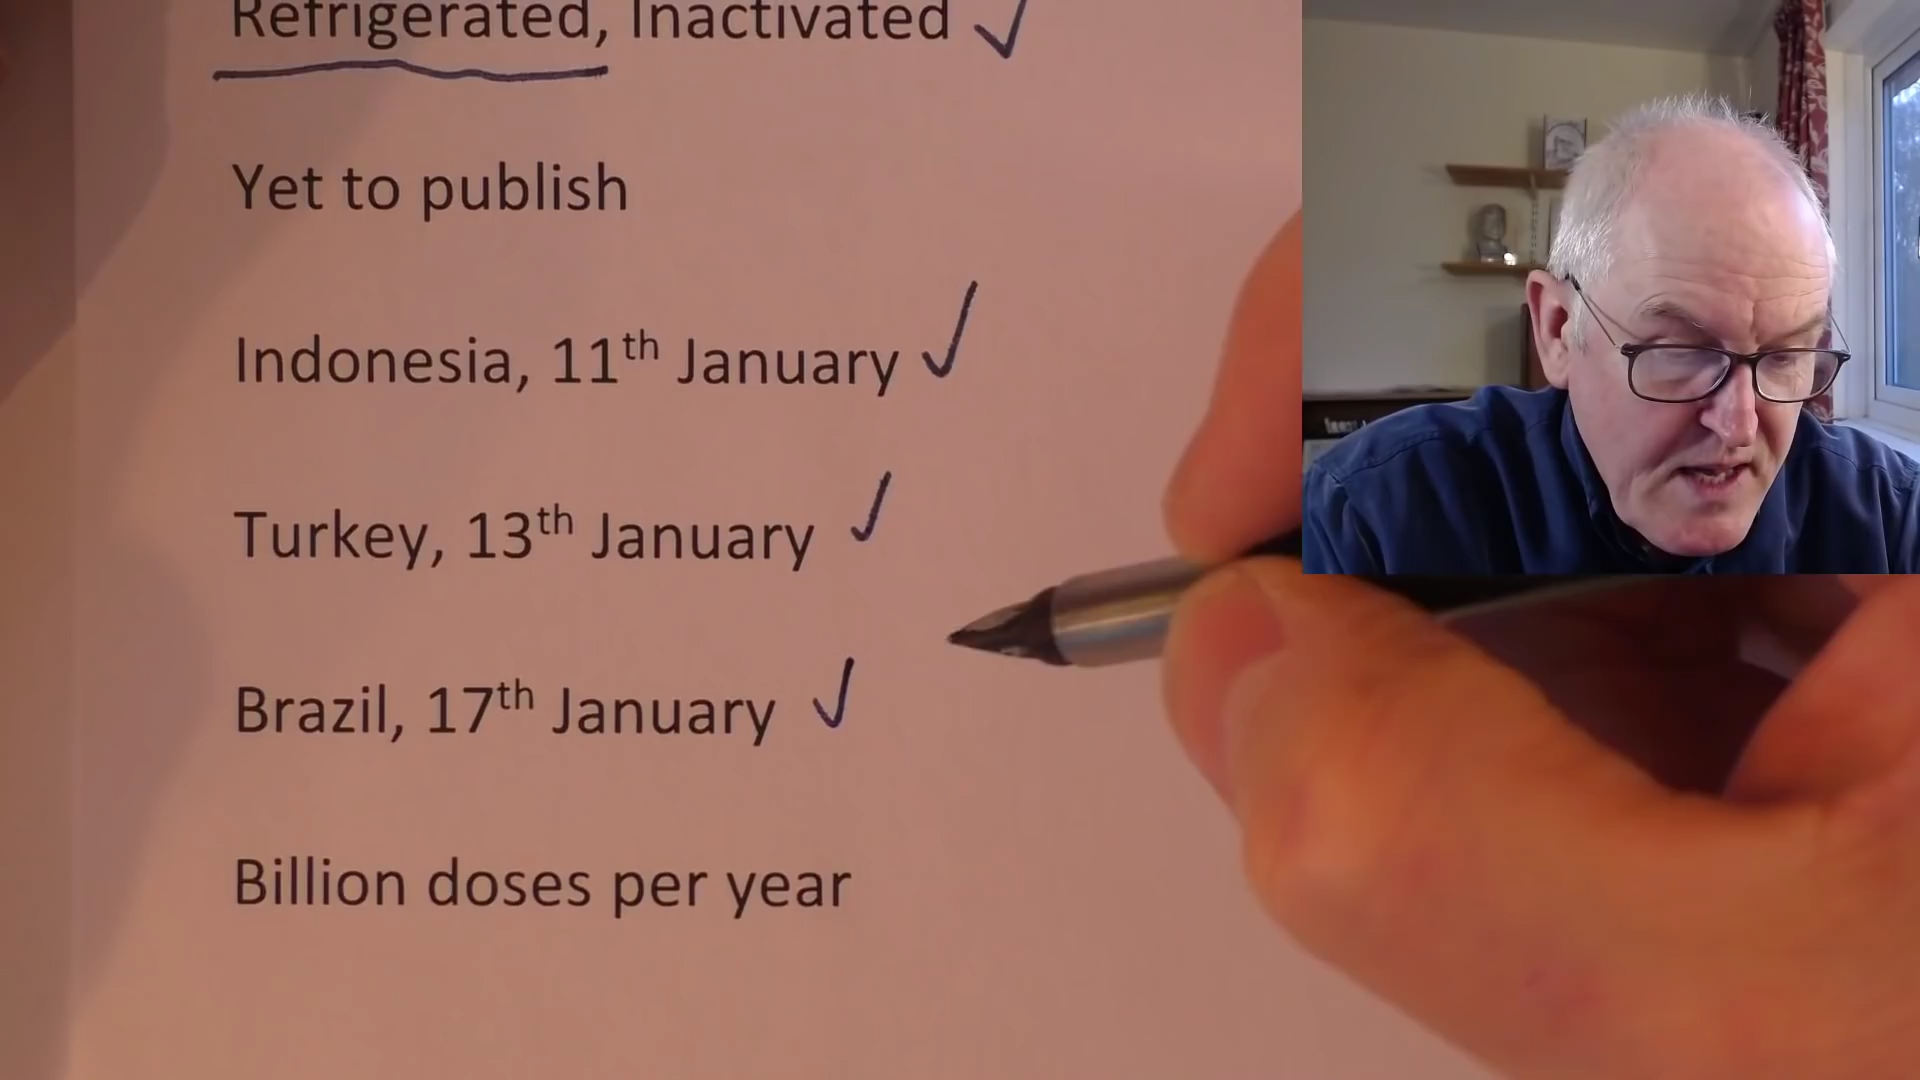 Refrigerated, Inactivated
Yet to publish
Indonesia, 11th January
Turkey, 13th January
Brazil, 17th January
Billion doses per year